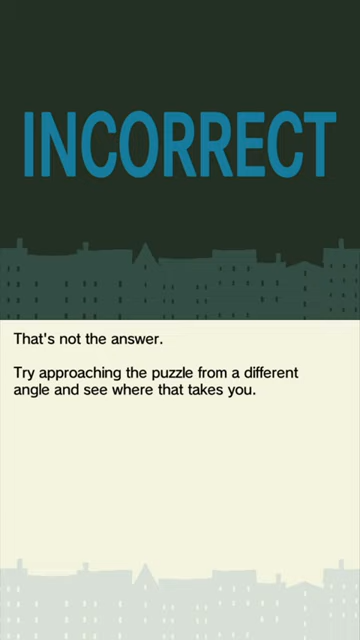 INCORRECT
That's not the answer.
Try approaching the puzzle from a different
angle and see where that takes you.